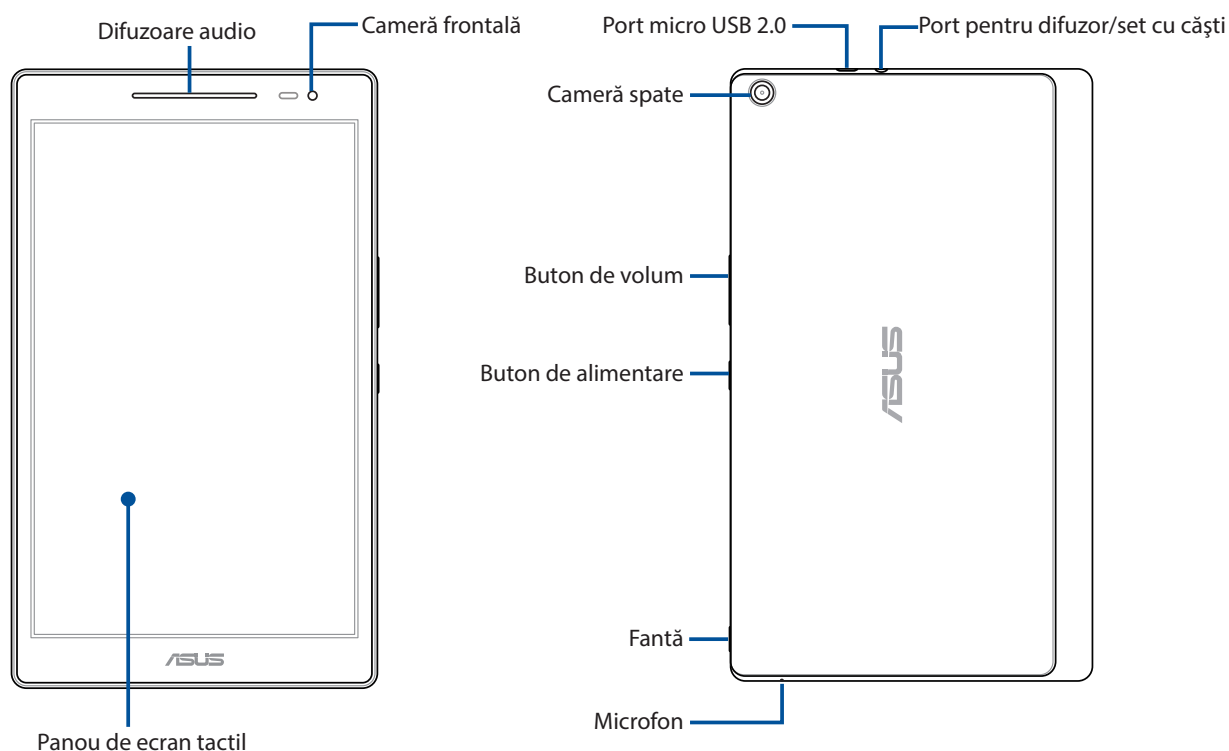 Difuzoare audio
Cameră frontală
Port micro USB 2.0
Port pentru difuzor/set cu căşti
Cameră spate
Buton de volum
Buton de alimentare
ASUS
Fantă
ASUS
Microfon
Panou de ecran tactil